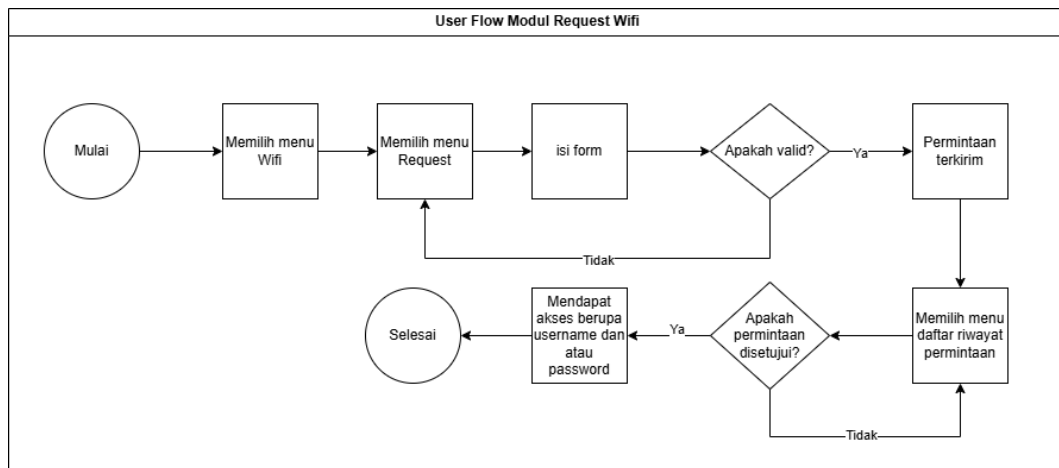 User Flow Modul Request Wifi
Mulai
Memilih menu
Wifi
Memilih menu
Request
isi form
Apakah valid?
Ya
Permintaan
terkirim
Tidak
Selesai
Mendapat
akses berupa
username dan
atau
password
Ya
Apakah
permintaan
disetujui?
Memilih menu
daftar riwayat
permintaan
Tidak